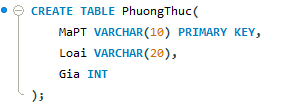 CREATE TABLE PhuongThuc(
MaPT VARCHAR(10) PRIMARY KEY,
Loai VARCHAR(20),
Gia INT
);